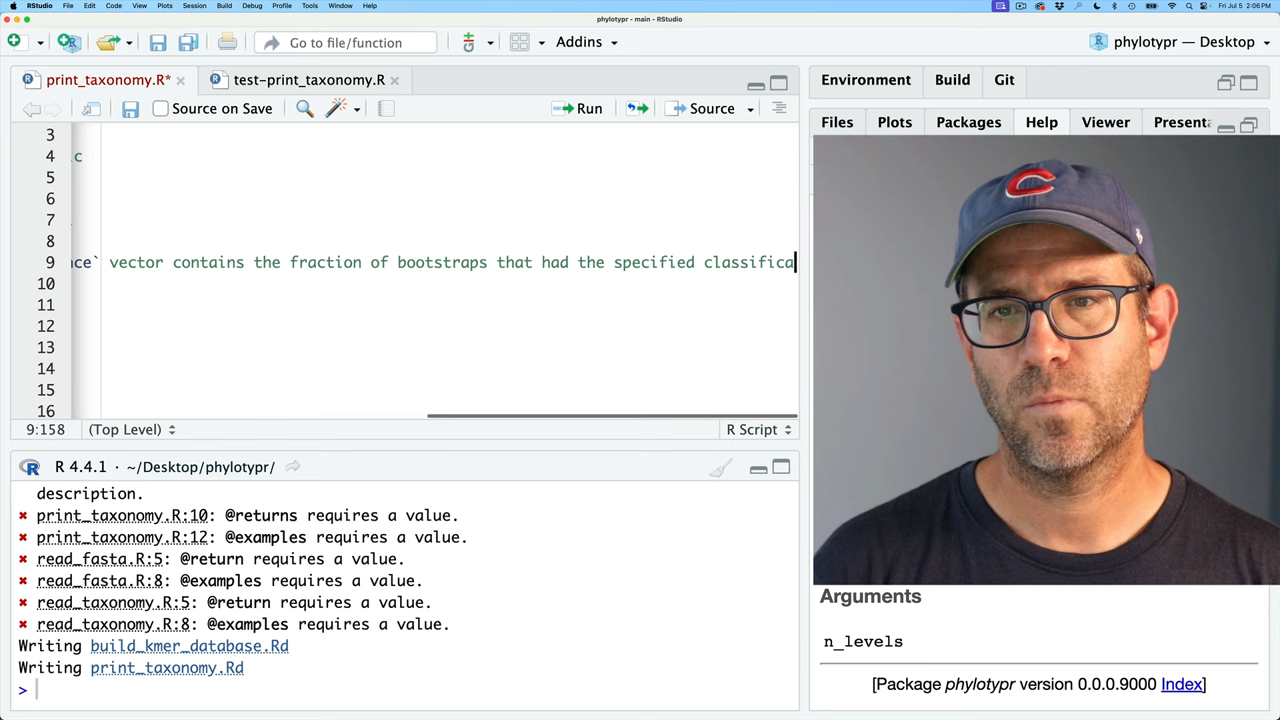 RStudio File Edit Code View Plots Session Build Debug Profile Tools Window Help Fri Jul 5 2:06 PM
phylotypr - main - RStudio
Go to file/function Addins phylotypr — Desktop
print_taxonomy.R* test-print_taxonomy.R
Source on Save Run Source
3
4 ic
5
6
7
8
9 nce` vector contains the fraction of bootstraps that had the specified classifica
10
11
12
13
14
15
16
9:158 (Top Level) R Script
R 4.4.1 · ~/Desktop/phylotypr/
description.
✖ print_taxonomy.R:10: @returns requires a value.
✖ print_taxonomy.R:12: @examples requires a value.
✖ read_fasta.R:5: @return requires a value.
✖ read_fasta.R:8: @examples requires a value.
✖ read_taxonomy.R:5: @return requires a value.
✖ read_taxonomy.R:8: @examples requires a value.
Writing build_kmer_database.Rd
Writing print_taxonomy.Rd
>
Environment Build Git
Files Plots Packages Help Viewer Presenta
C
Arguments
n_levels
[Package phylotypr version 0.0.0.9000 Index]